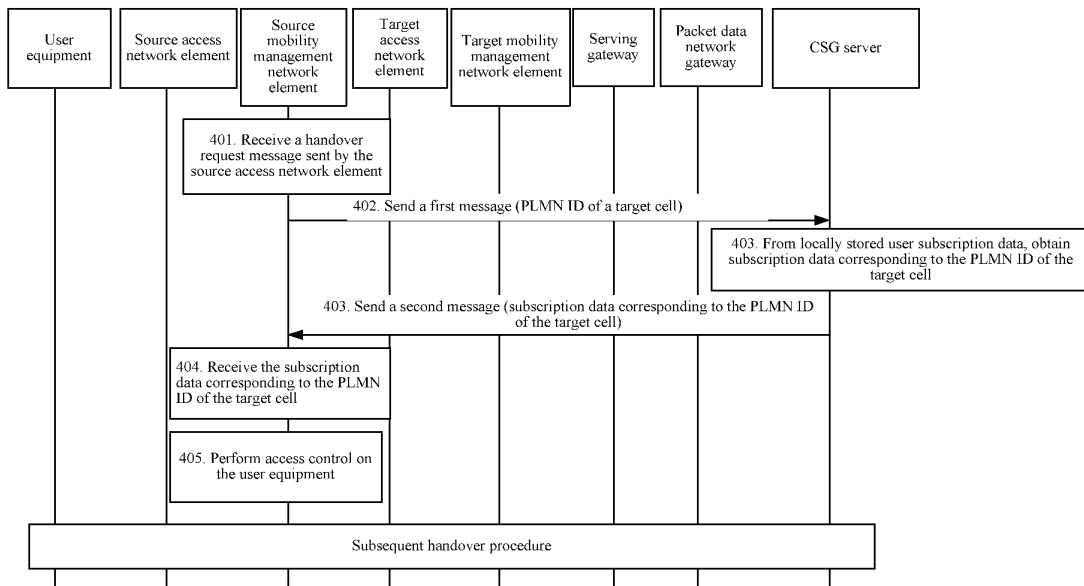 User
equipment
Source access
network element
Source
mobility
management
network
element
Target
access
network
element
Target mobility
management
network element
Serving
gateway
Packet data
network
gateway
CSG server
401. Receive a handover
request message sent by the
source access network element
402. Send a first message (PLMN ID of a target cell)
403. From locally stored user subscription data, obtain
subscription data corresponding to the PLMN ID of the
target cell
403. Send a second message (subscription data corresponding to the PLMN ID
of the target cell)
404. Receive the subscription
data corresponding to the PLMN
ID of the target cell
405. Perform access control on
the user equipment
Subsequent handover procedure